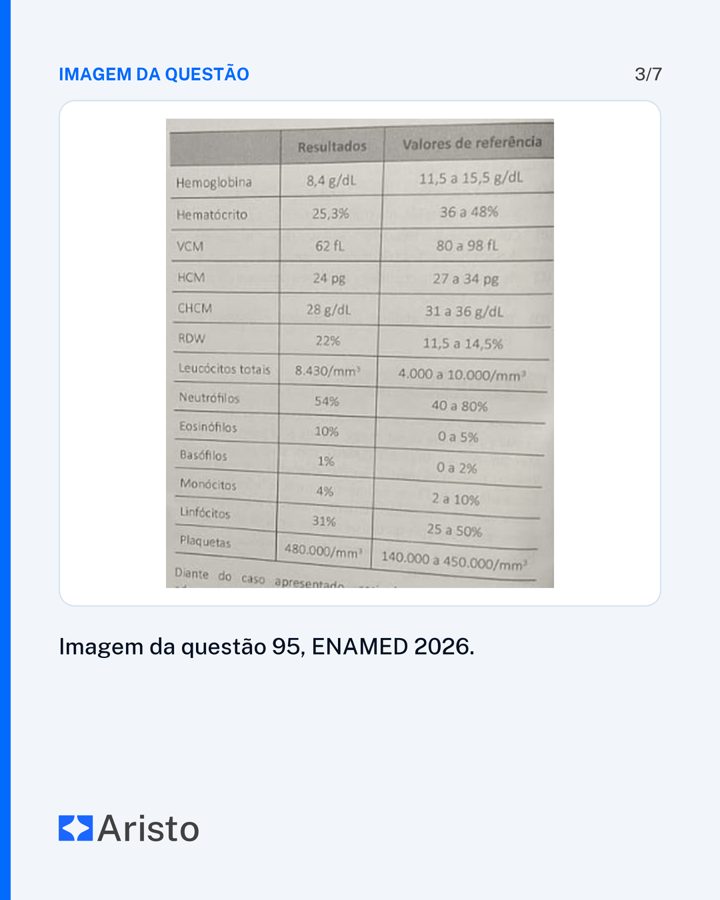 IMAGEM DA QUESTÃO 3/7
Resultados Valores de referência
Hemoglobina 8,4 g/dL 11,5 a 15,5 g/dL
Hematócrito 25,3% 36 a 48%
VCM 62 fL 80 a 98 fL
HCM 24 pg 27 a 34 pg
CHCM 28 g/dL 31 a 36 g/dL
RDW 22% 11,5 a 14,5%
Leucócitos totais 8.430/mm³ 4.000 a 10.000/mm³
Neutrófilos 54% 40 a 80%
Eosinófilos 10% 0 a 5%
Basófilos 1% 0 a 2%
Monócitos 4% 2 a 10%
Linfócitos 31% 25 a 50%
Plaquetas 480.000/mm³ 140.000 a 450.000/mm³
Diante do caso apresentado
Imagem da questão 95, ENAMED 2026.
Aristo